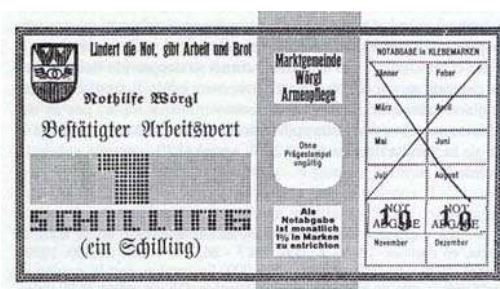 Lindert die Not, gibt Arbeit und Brot
Nothilfe Wörgl
Bestätigter Arbeitswert
1
SCHILLING
(ein Schilling)
Marktgemeinde
Wörgl
Armenpflege
Ohne
Prägestempel
ungültig
Als
Notabgabe
ist monatlich
1% in Marken
zu entrichten
NOTABGABE in KLEBEMARKEN
Jänner Feber
März April
Mai Juni
Juli August
NOT NOT
19 19
ABGABE ABGABE
November Dezember